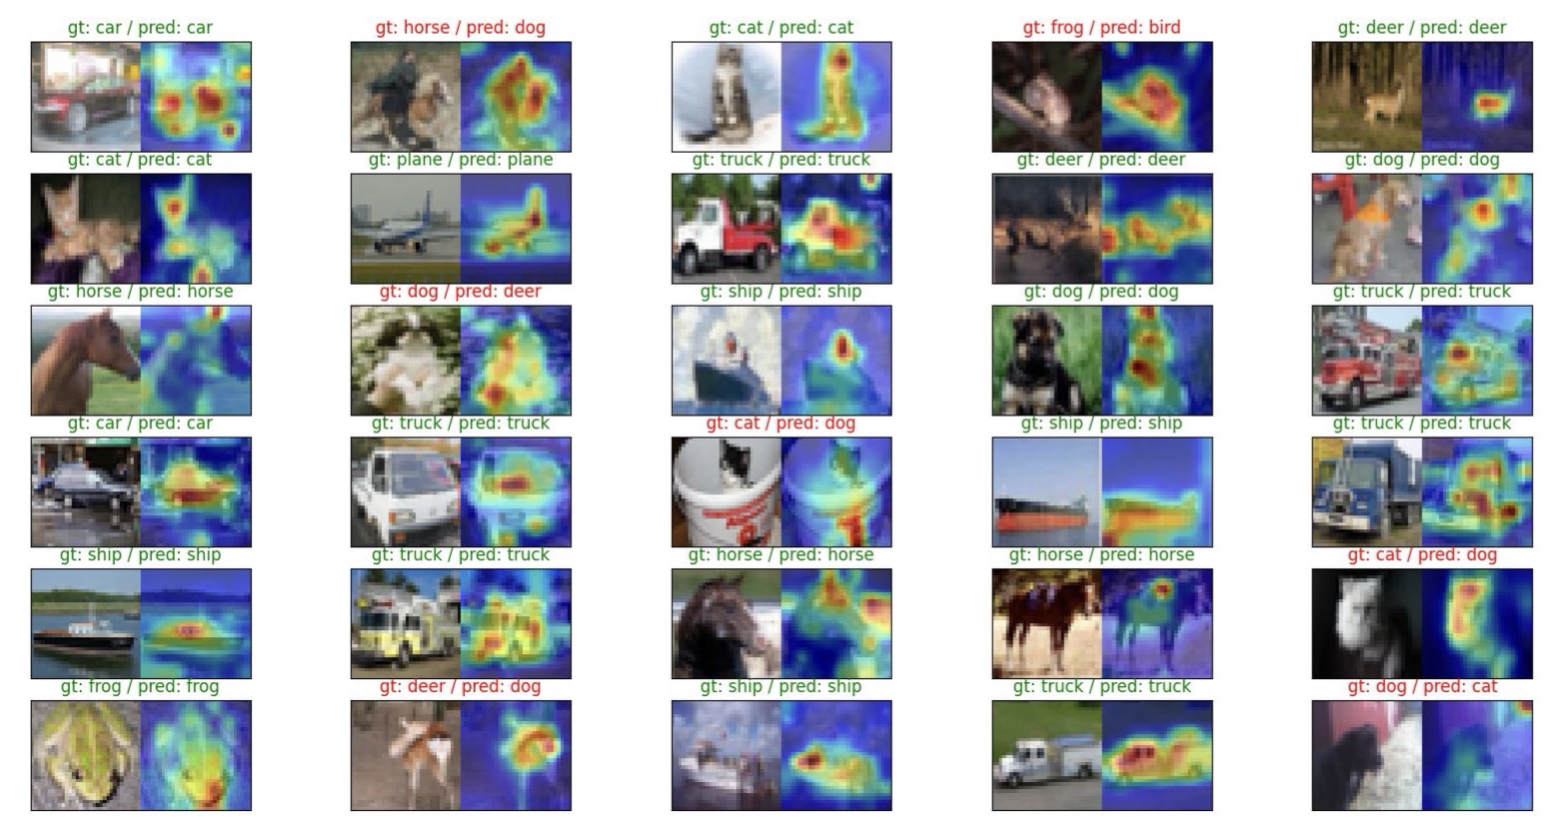 gt: car / pred: car
gt: horse / pred: dog
gt: cat / pred: cat
gt: frog / pred: bird
gt: deer / pred: deer
gt: cat / pred: cat
gt: plane / pred: plane
gt: truck / pred: truck
gt: deer / pred: deer
gt: dog / pred: dog
gt: horse / pred: horse
gt: dog / pred: deer
gt: ship / pred: ship
gt: dog / pred: dog
gt: truck / pred: truck
gt: car / pred: car
gt: truck / pred: truck
gt: cat / pred: dog
gt: ship / pred: ship
gt: truck / pred: truck
gt: ship / pred: ship
gt: truck / pred: truck
gt: horse / pred: horse
gt: horse / pred: horse
gt: cat / pred: dog
gt: frog / pred: frog
gt: deer / pred: dog
gt: ship / pred: ship
gt: truck / pred: truck
gt: dog / pred: cat